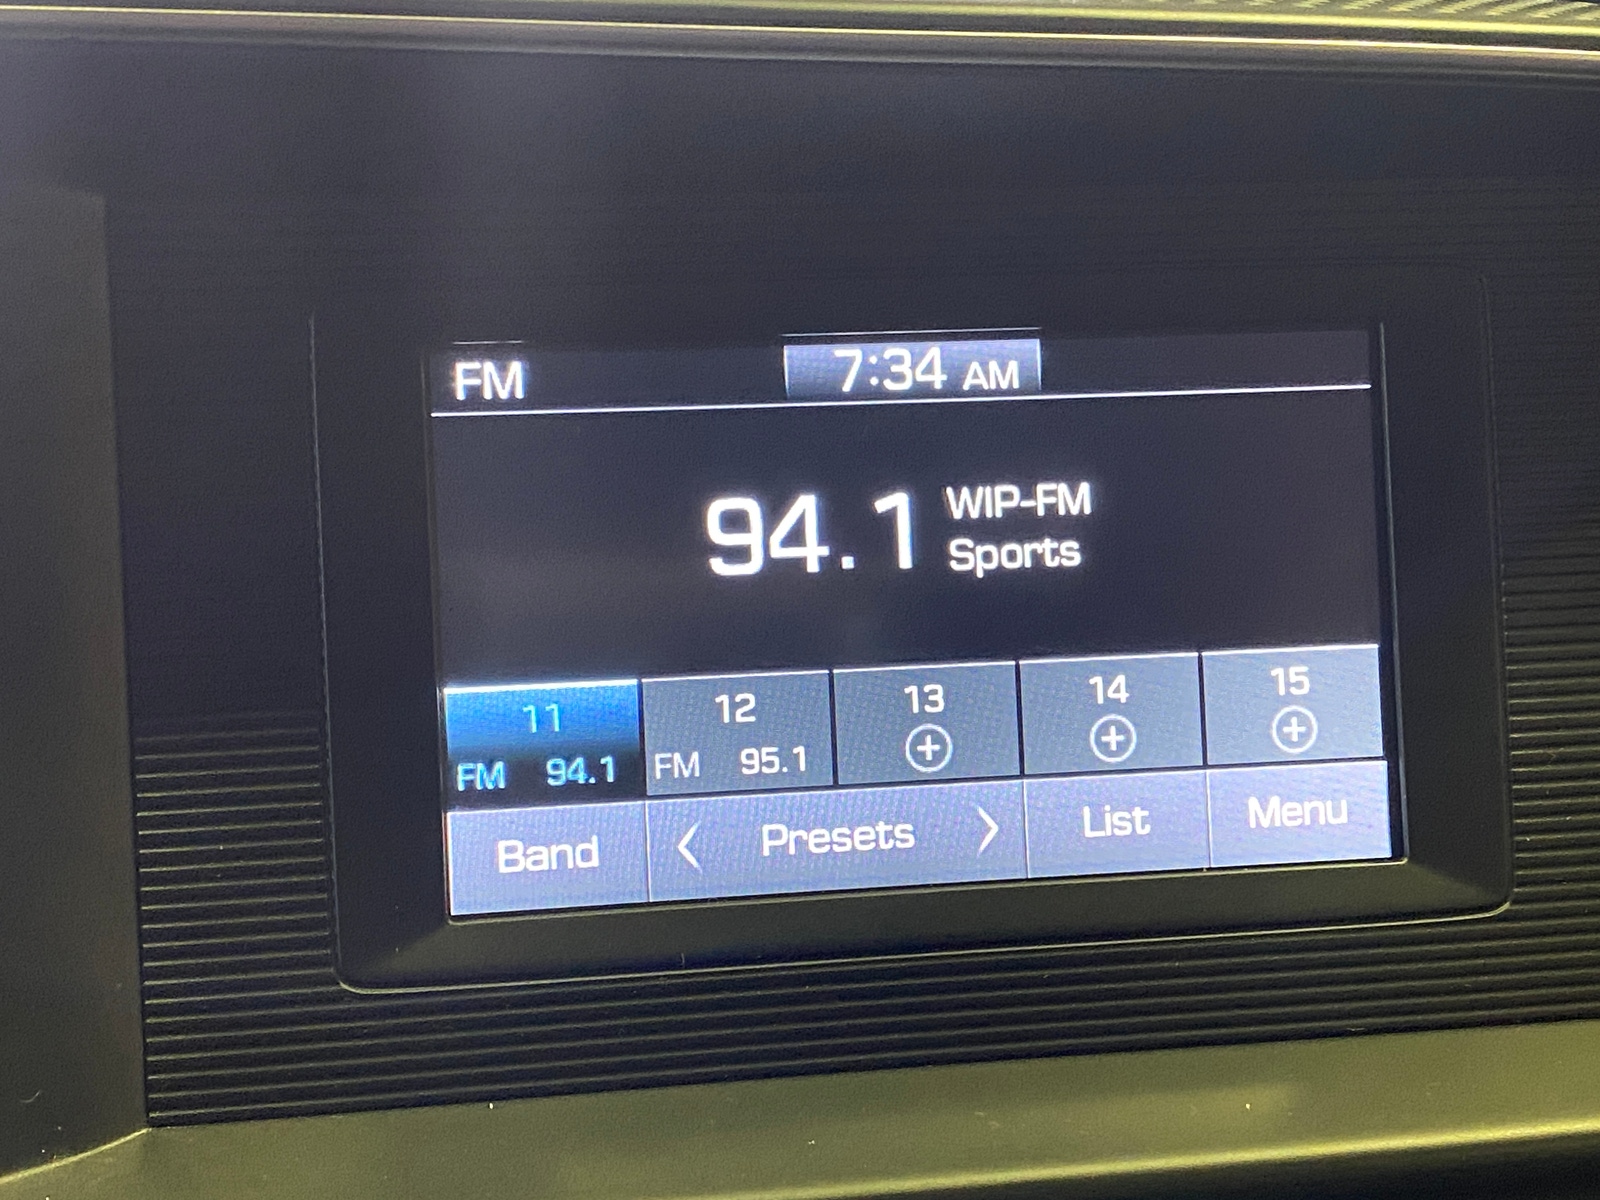 FM 7:34 AM
94.1 WIP-FM
Sports
11 12 13 14 15
FM 94.1 FM 95.1
Band < Presets > List Menu